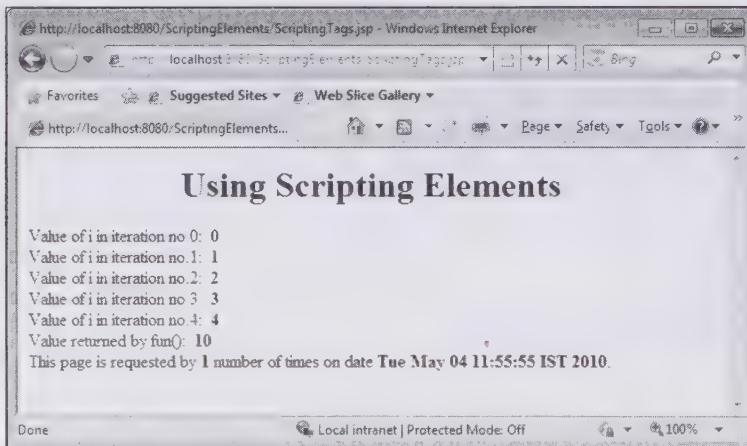 http://localhost:8080/ScriptingElements/ScriptingTags.jsp - Windows Internet Explorer
localhost Bing
Favorites Suggested Sites Web Slice Gallery
http://localhost:8080/ScriptingElements... Page Safety Tools
Using Scripting Elements
Value of i in iteration no 0: 0
Value of i in iteration no.1: 1
Value of i in iteration no.2: 2
Value of i in iteration no 3 3
Value of i in iteration no.4: 4
Value returned by fun(): 10
This page is requested by 1 number of times on date Tue May 04 11:55:55 IST 2010.
Done Local intranet | Protected Mode: Off 100%